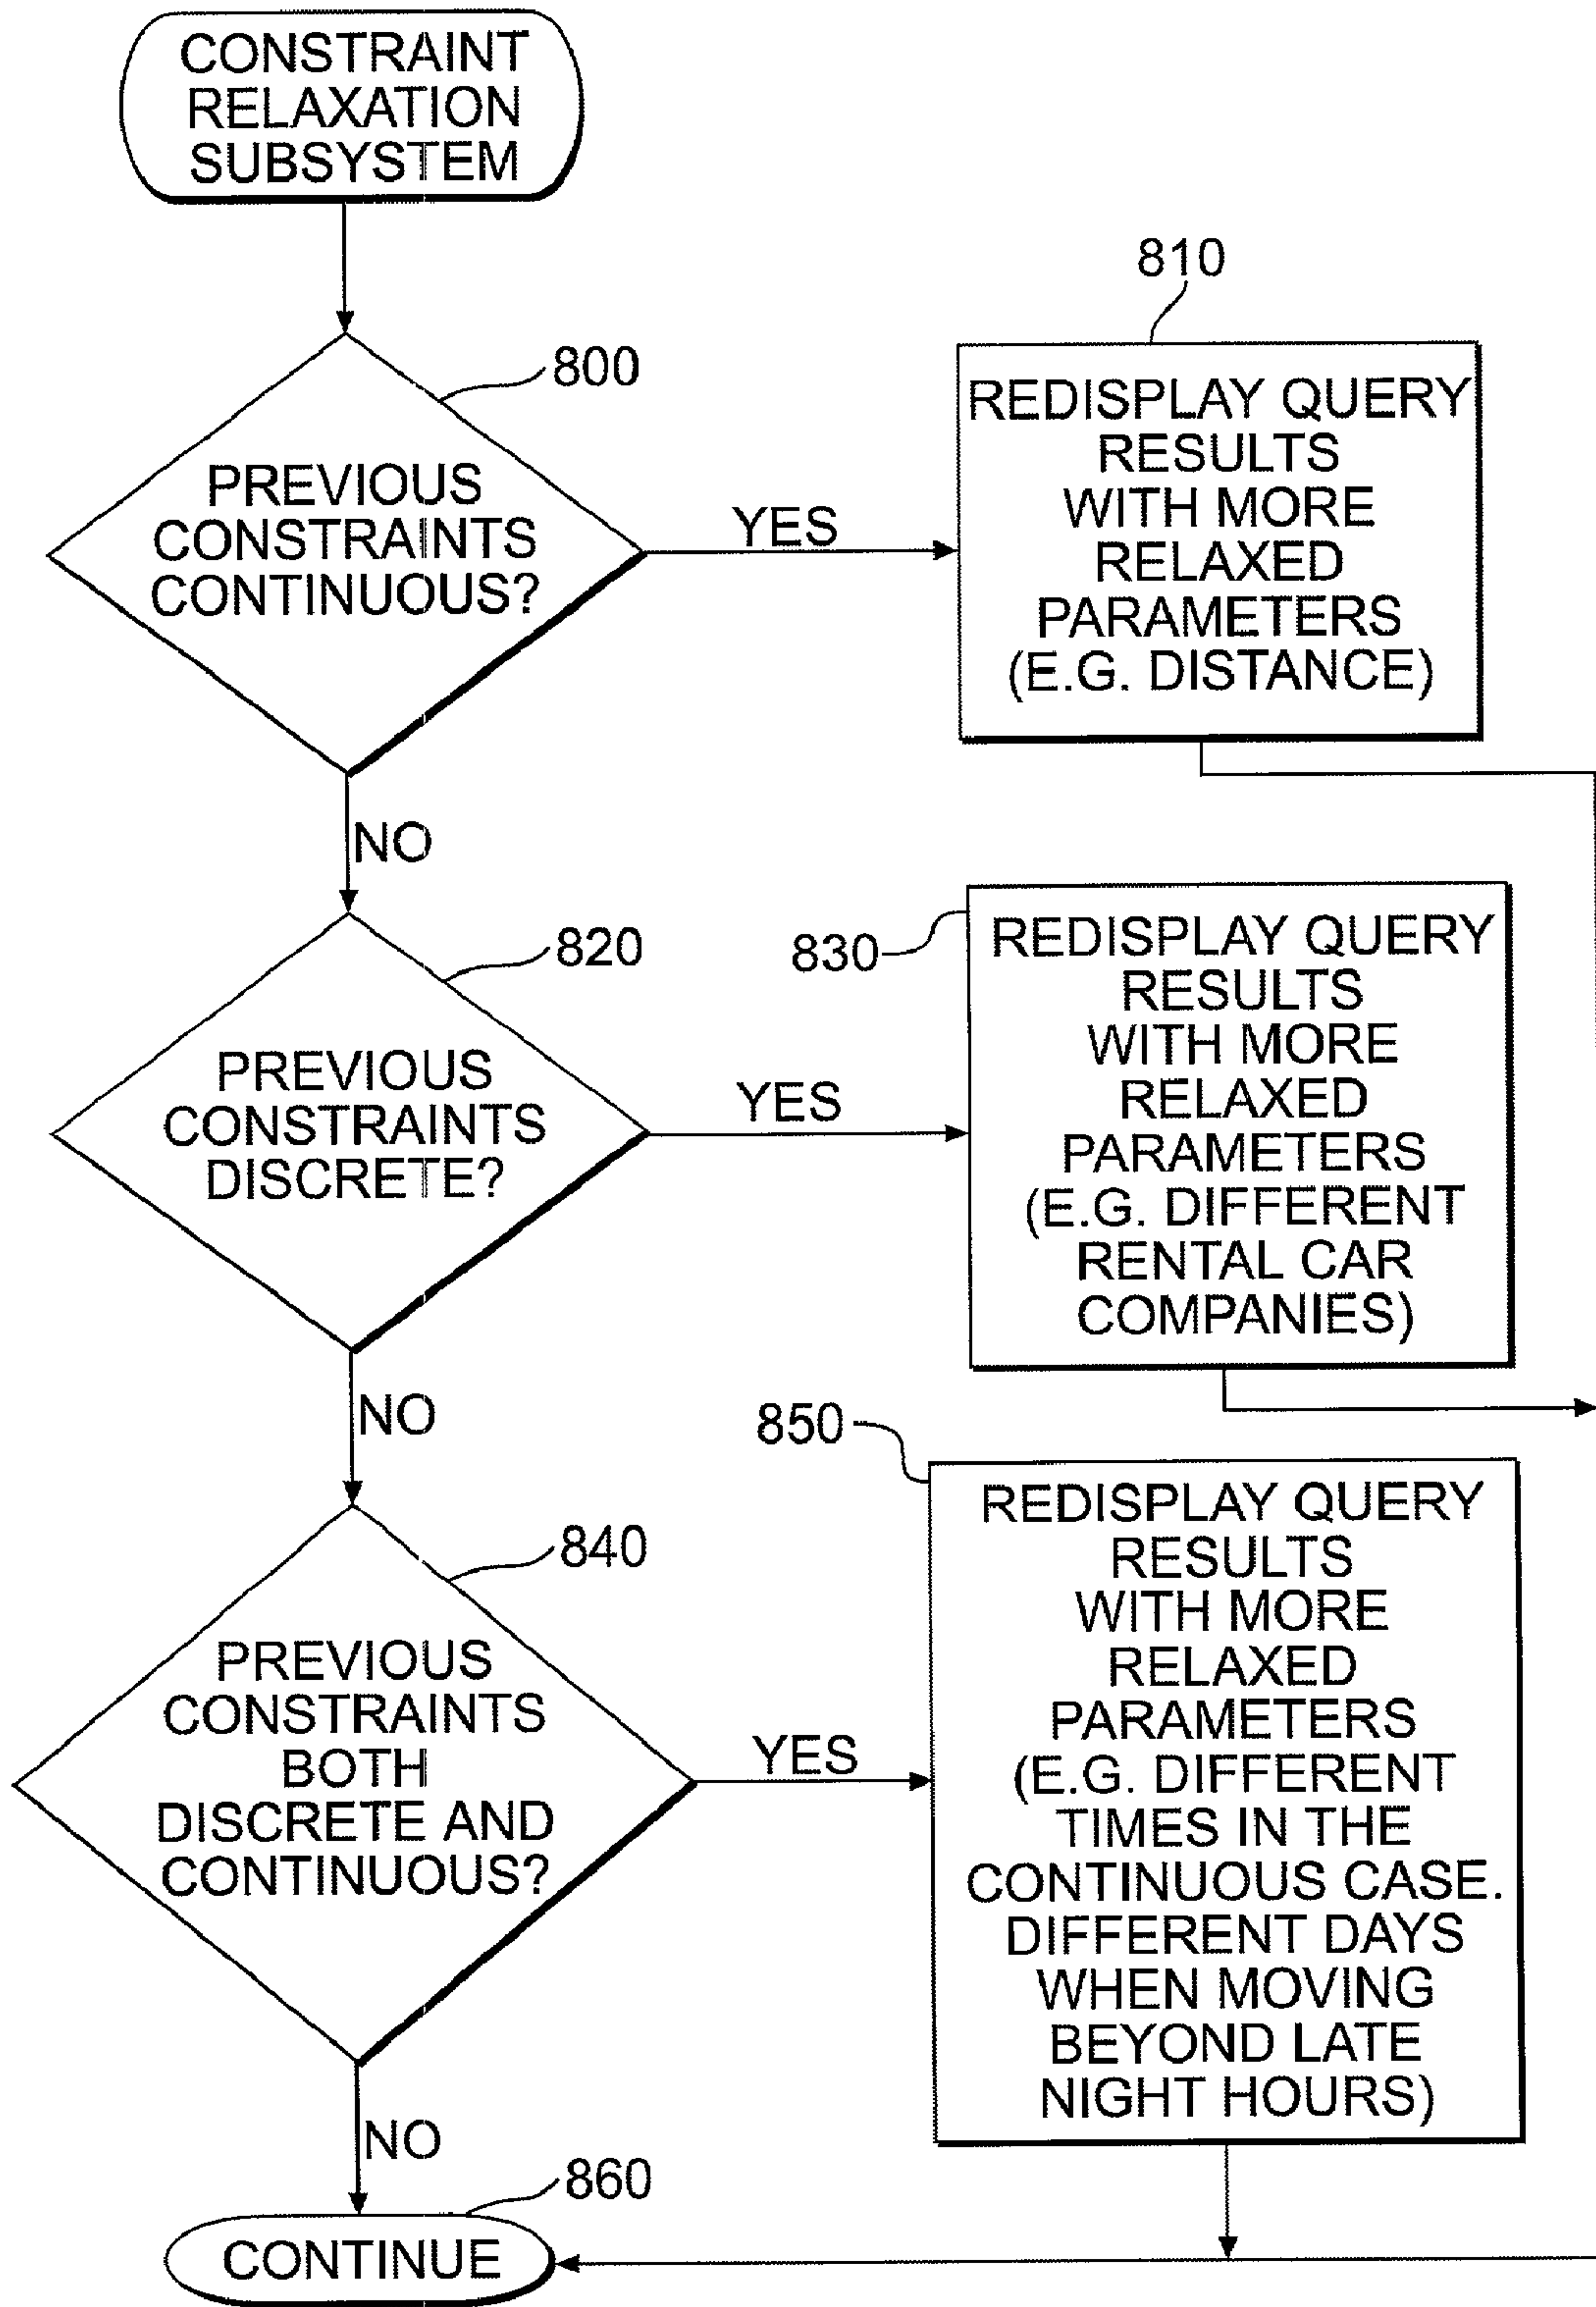 CONSTRAINT
RELAXATION
SUBSYSTEM
810
800
PREVIOUS
CONSTRAINTS
CONTINUOUS?
YES
REDISPLAY QUERY
RESULTS
WITH MORE
RELAXED
PARAMETERS
(E.G. DISTANCE)
NO
820
830
PREVIOUS
CONSTRAINTS
DISCRETE?
YES
REDISPLAY QUERY
RESULTS
WITH MORE
RELAXED
PARAMETERS
(E.G. DIFFERENT
RENTAL CAR
COMPANIES)
NO
850
840
PREVIOUS
CONSTRAINTS
BOTH
DISCRETE AND
CONTINUOUS?
YES
REDISPLAY QUERY
RESULTS
WITH MORE
RELAXED
PARAMETERS
(E.G. DIFFERENT
TIMES IN THE
CONTINUOUS CASE.
DIFFERENT DAYS
WHEN MOVING
BEYOND LATE
NIGHT HOURS)
NO
860
CONTINUE